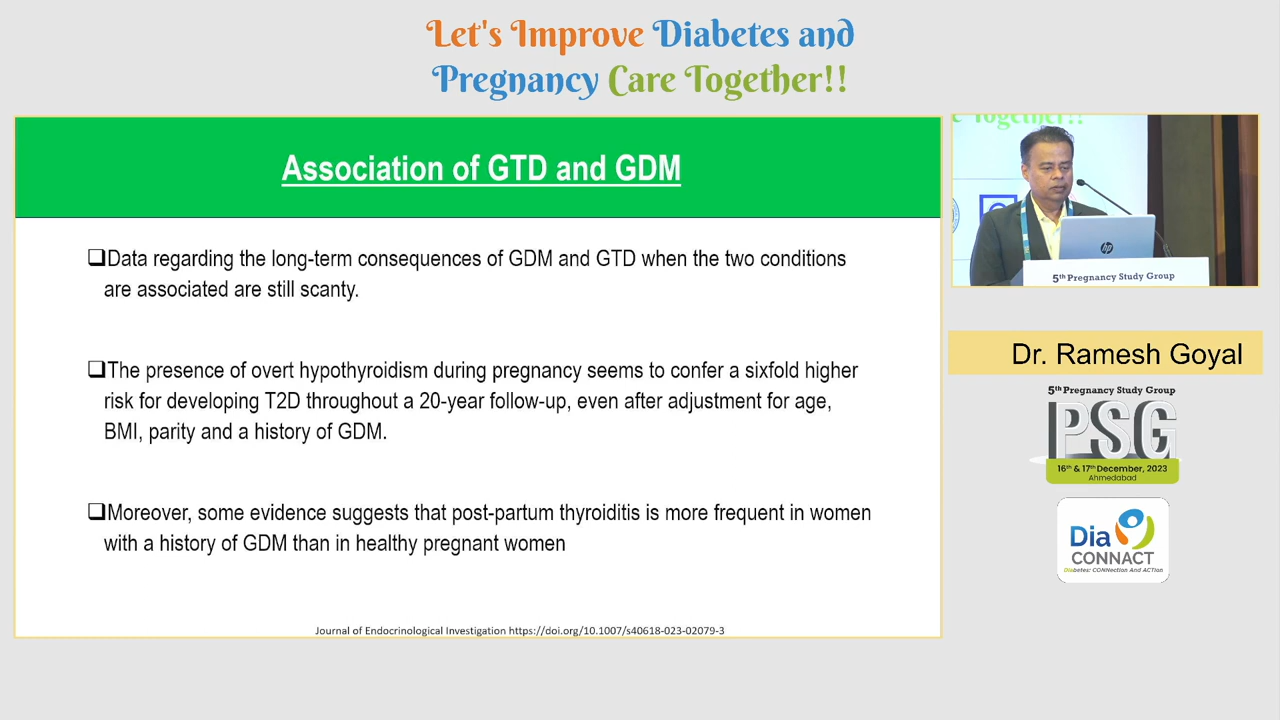 Let's Improve Diabetes and
Pregnancy Care Together!!
Association of GTD and GDM
❑Data regarding the long-term consequences of GDM and GTD when the two conditions
are associated are still scanty.
❑The presence of overt hypothyroidism during pregnancy seems to confer a sixfold higher
risk for developing T2D throughout a 20-year follow-up, even after adjustment for age,
BMI, parity and a history of GDM.
❑Moreover, some evidence suggests that post-partum thyroiditis is more frequent in women
with a history of GDM than in healthy pregnant women
Journal of Endocrinological Investigation https://doi.org/10.1007/s40618-023-02079-3
Together!!
hp
5th Pregnancy Study Group
Dr. Ramesh Goyal
5th Pregnancy Study Group
PSG
16th & 17th December, 2023
Ahmedabad
Dia
CONNACT
Diabetes: CONNection And ACTion